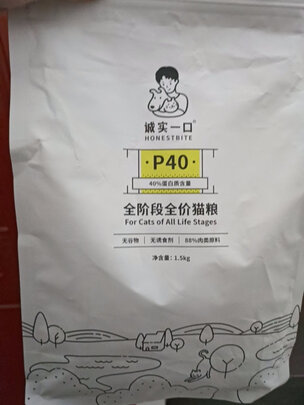 诚实一口®
HONESTBITE
·P40·
40%蛋白质含量
全阶段全价猫粮
For Cats of All Life Stages
无谷物 无诱食剂 88%肉类原料
净含量：1.5kg